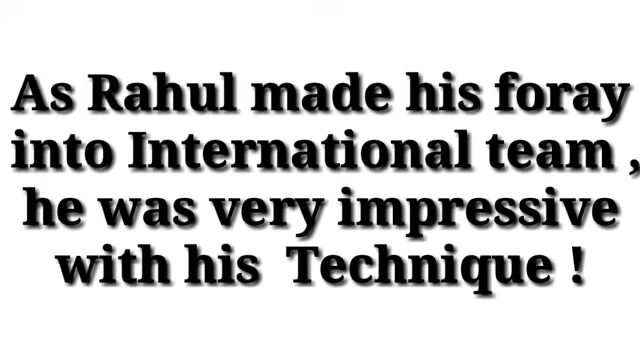 As Rahul made his foray
into International team ,
he was very impressive
with his Technique !